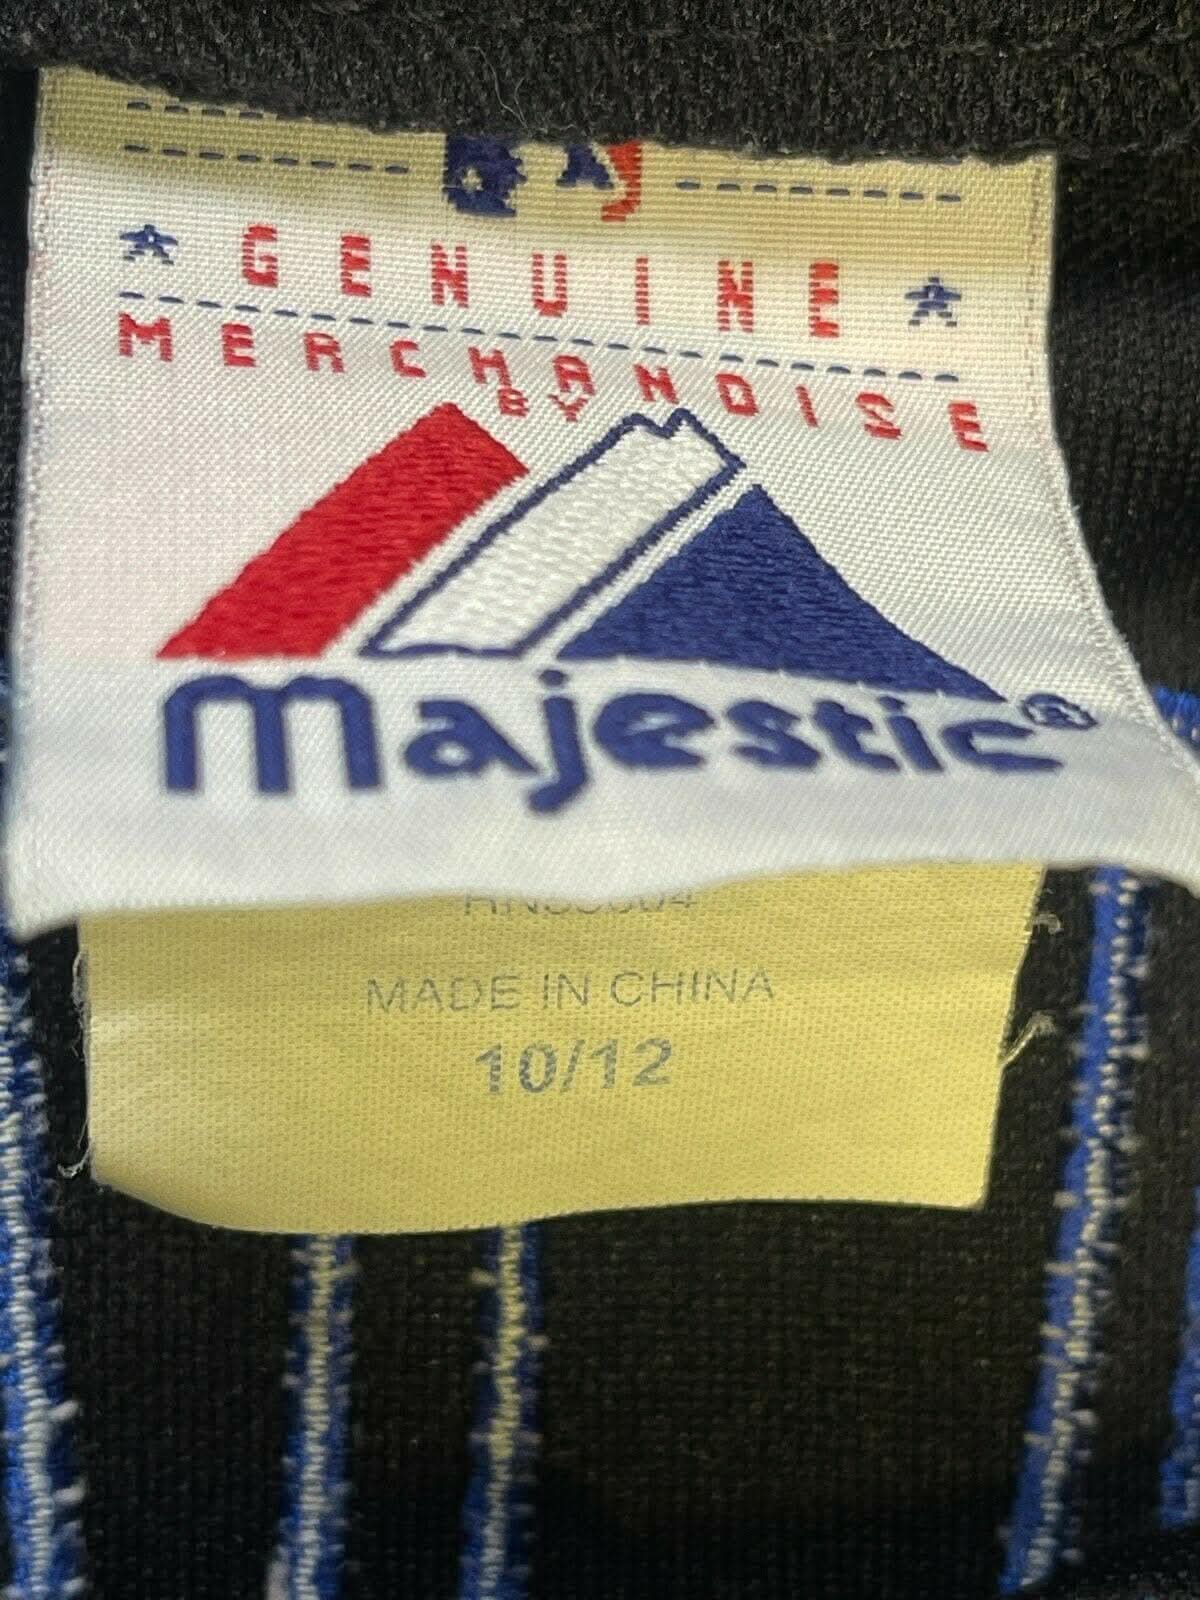 GENUINE
MERCHANDISE
BY
majestic®
MADE IN CHINA
10/12